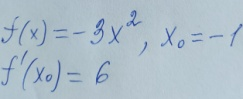 f(x) = -3x², x₀ = -1
f'(x₀) = 6